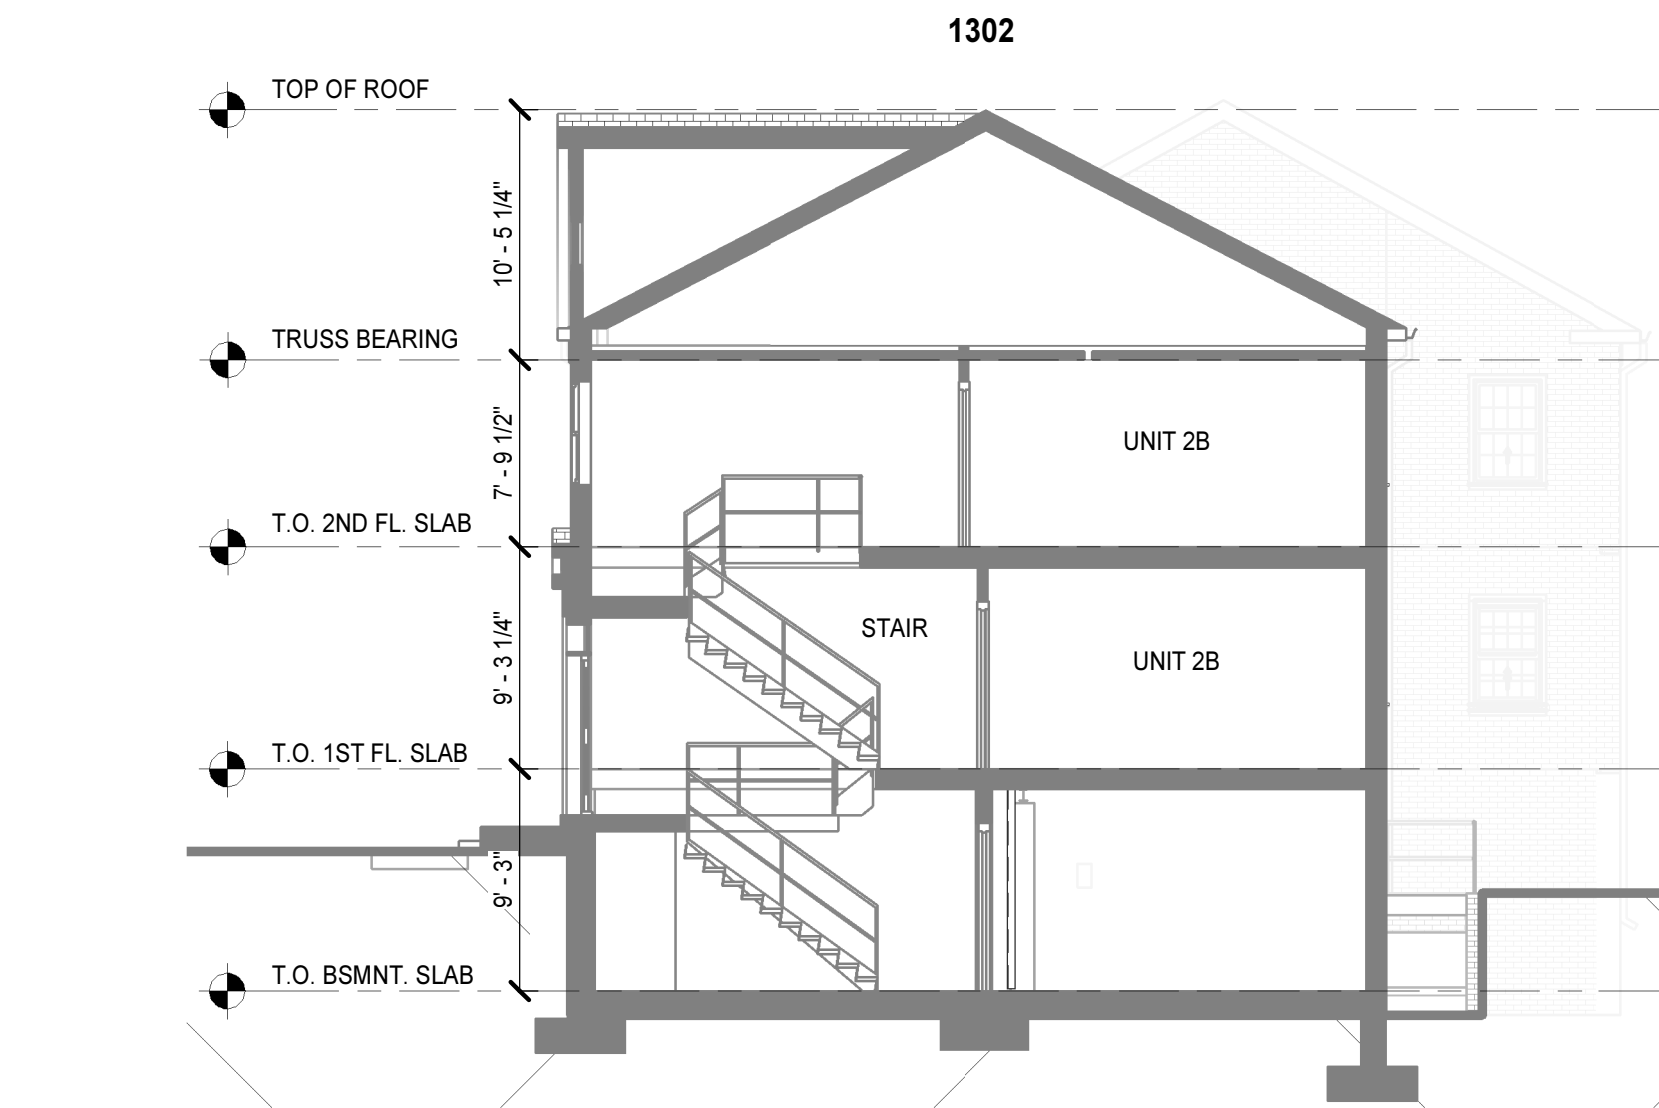 1302
TOP OF ROOF
10' - 5 1/4"
TRUSS BEARING
7' - 9 1/2"
UNIT 2B
T.O. 2ND FL. SLAB
9' - 3 1/4"
STAIR
UNIT 2B
T.O. 1ST FL. SLAB
9' - 3"
T.O. BSMNT. SLAB